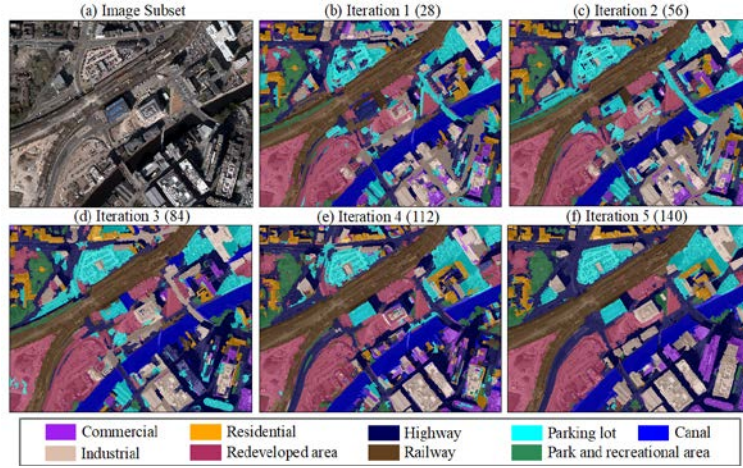 (a) Image Subset
(b) Iteration 1 (28)
(c) Iteration 2 (56)
(d) Iteration 3 (84)
(e) Iteration 4 (112)
(f) Iteration 5 (140)
Commercial
Residential
Highway
Parking lot
Canal
Industrial
Redeveloped area
Railway
Park and recreational area